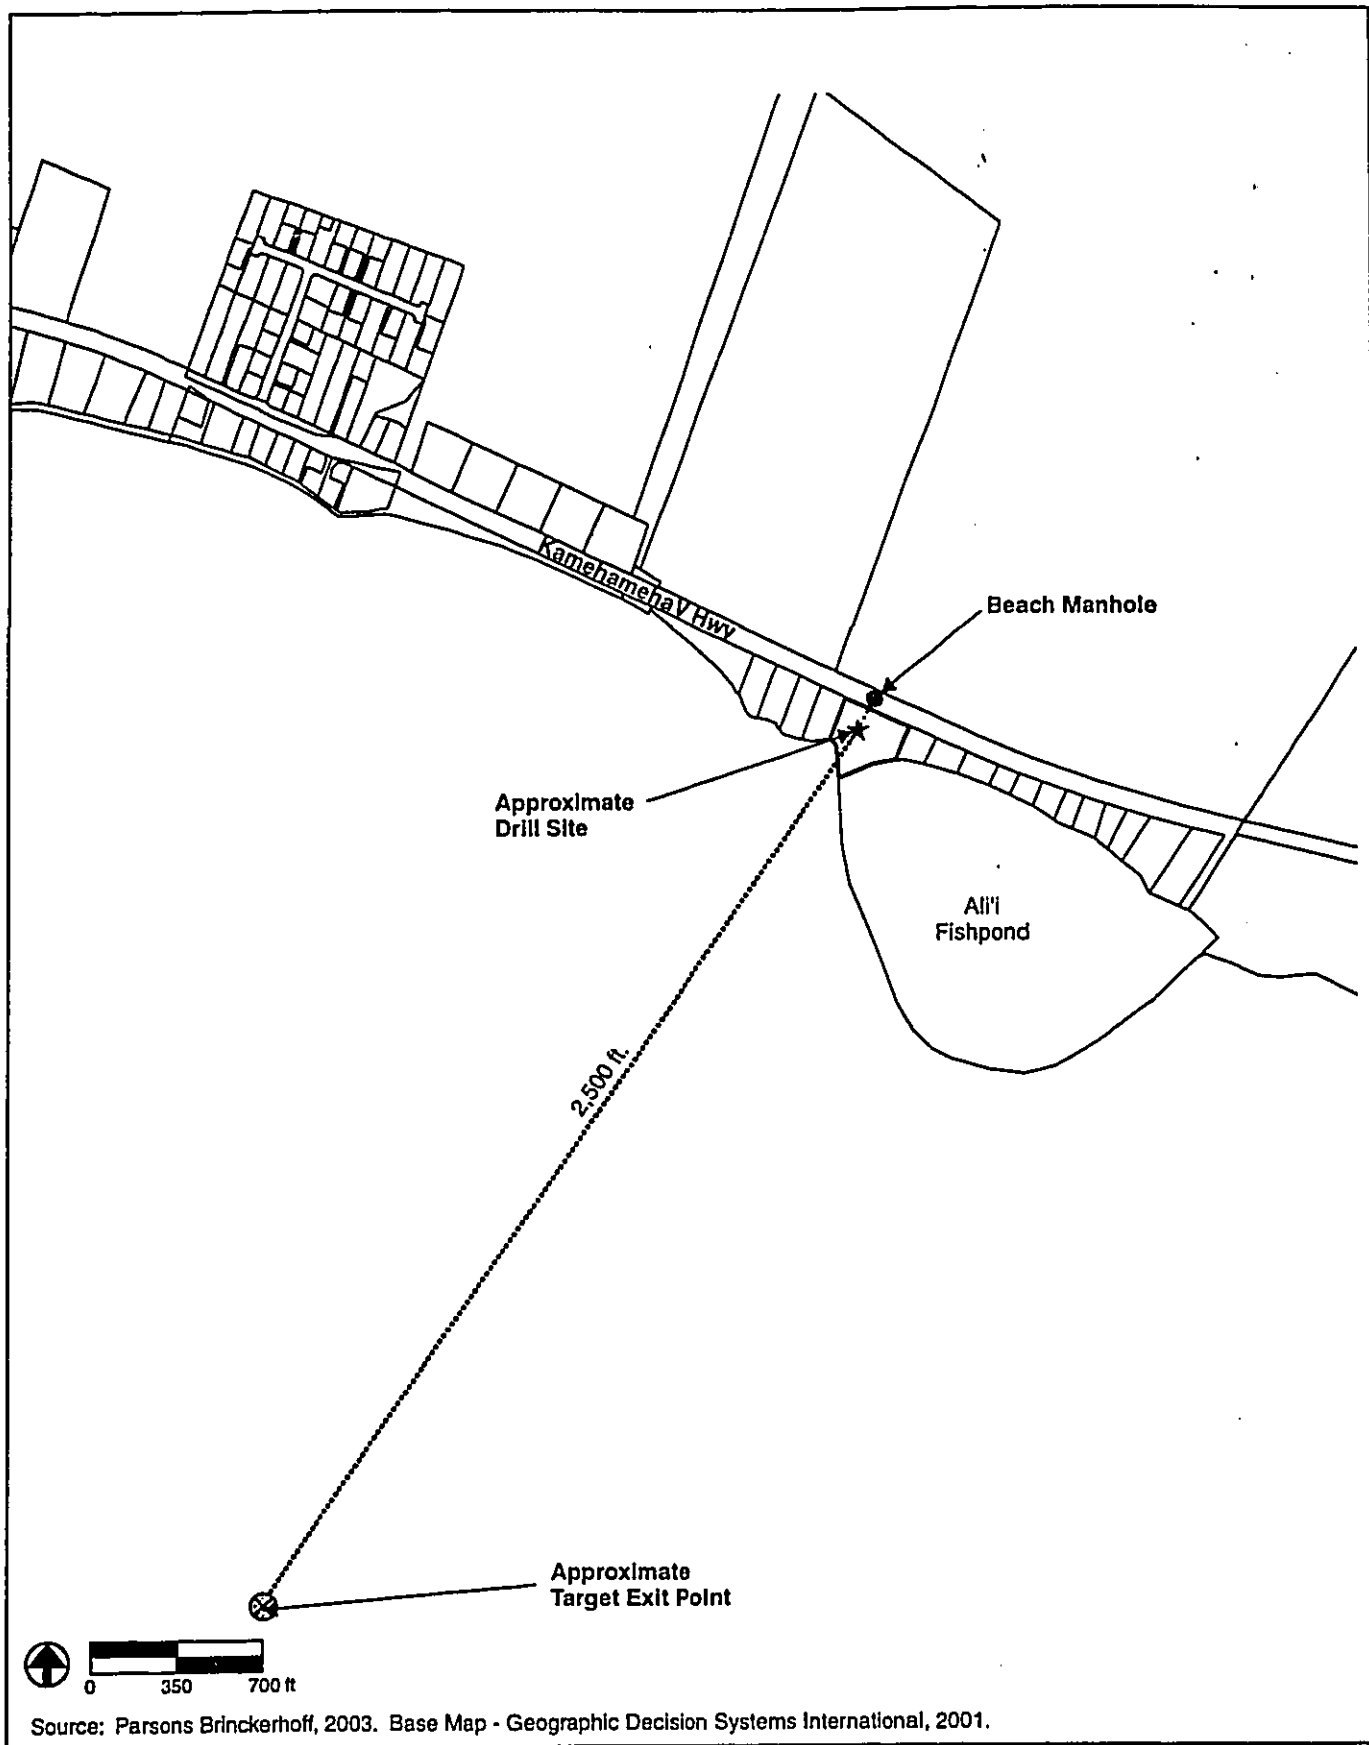 Kamehameha V Hwy
Beach Manhole
Approximate
Drill Site
Ali'i
Fishpond
2,500 ft.
Approximate
Target Exit Point
0 350 700 ft
Source: Parsons Brinckerhoff, 2003. Base Map - Geographic Decision Systems International, 2001.